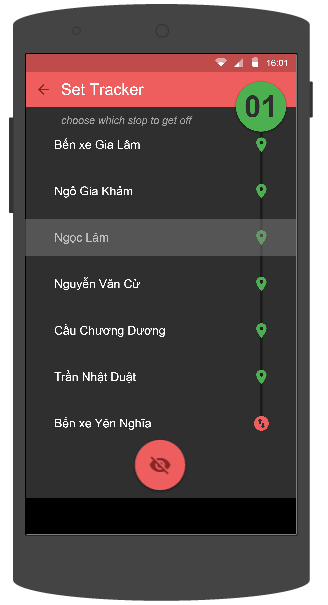 16:01
Set Tracker
01
choose which stop to get off
Bến xe Gia Lâm
Ngô Gia Khảm
Ngọc Lâm
Nguyễn Văn Cừ
Cầu Chương Dương
Trần Nhật Duật
Bến xe Yên Nghĩa